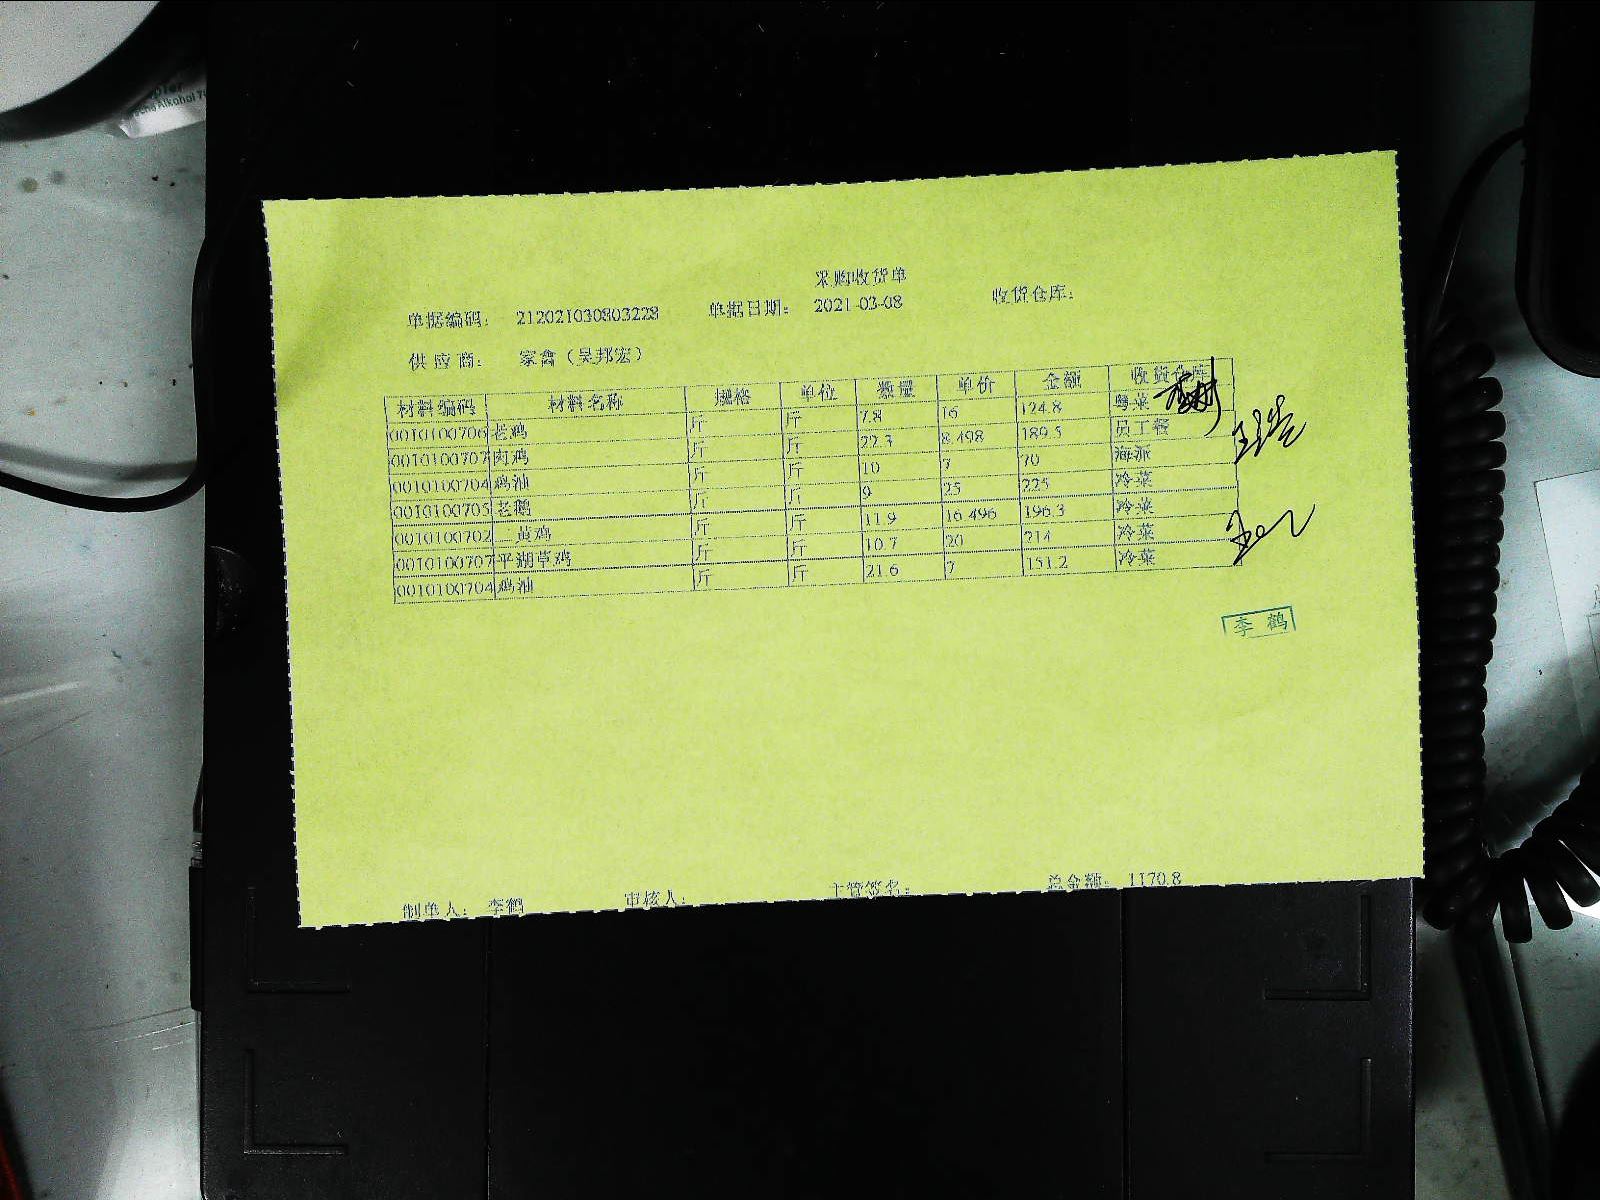 采购收货单
单据编码： 212021030803228 单据日期： 2021-03-08 收货仓库：
供 应 商： 家禽（吴邦宏）
材料编码 材料名称 规格 单位 数量 单价 金额 收货仓库
0010100706 老鸡 斤 斤 7.8 16 124.8 粤菜
0010100707 肉鸡 斤 斤 22.3 8.498 189.5 员工餐
0010100704 鸡油 斤 斤 10 7 70 海派
0010100705 老鹅 斤 斤 9 25 225 冷菜
0010100702 三黄鸡 斤 斤 11.9 16.496 196.3 冷菜
0010100707 平湖草鸡 斤 斤 10.7 20 214 冷菜
0010100704 鸡油 斤 斤 21.6 7 151.2 冷菜
李 鹤
制单人： 李鹤 审核人： 主管签名： 总金额： 1170.8